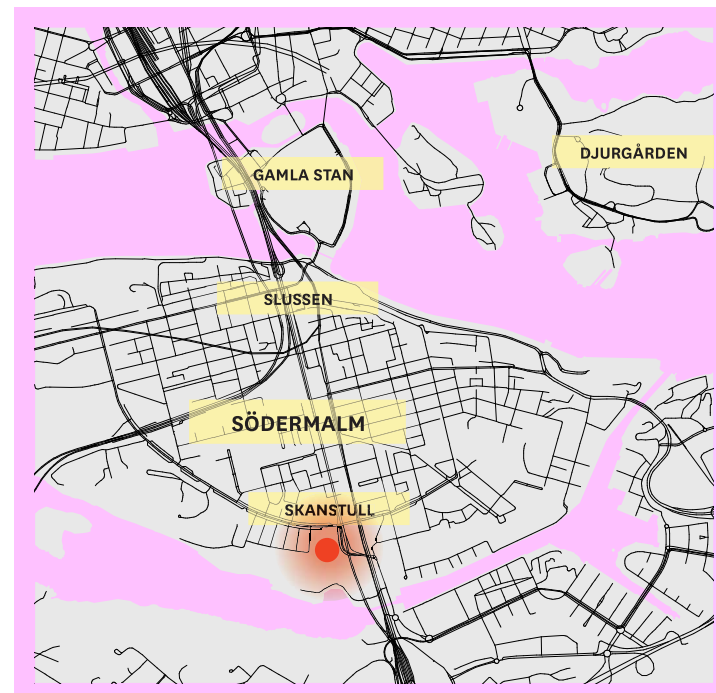 DJURGÅRDEN
GAMLA STAN
SLUSSEN
SÖDERMALM
SKANSTULL